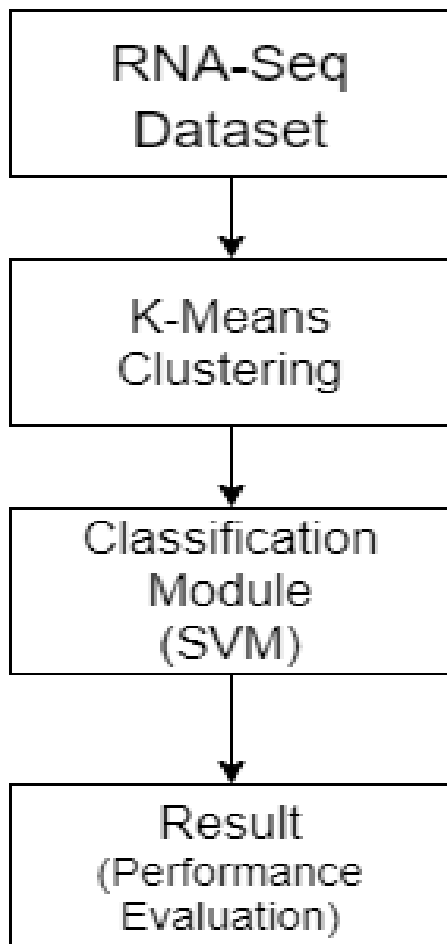 RNA-Seq
Dataset
K-Means
Clustering
Classification
Module
(SVM)
Result
(Performance
Evaluation)